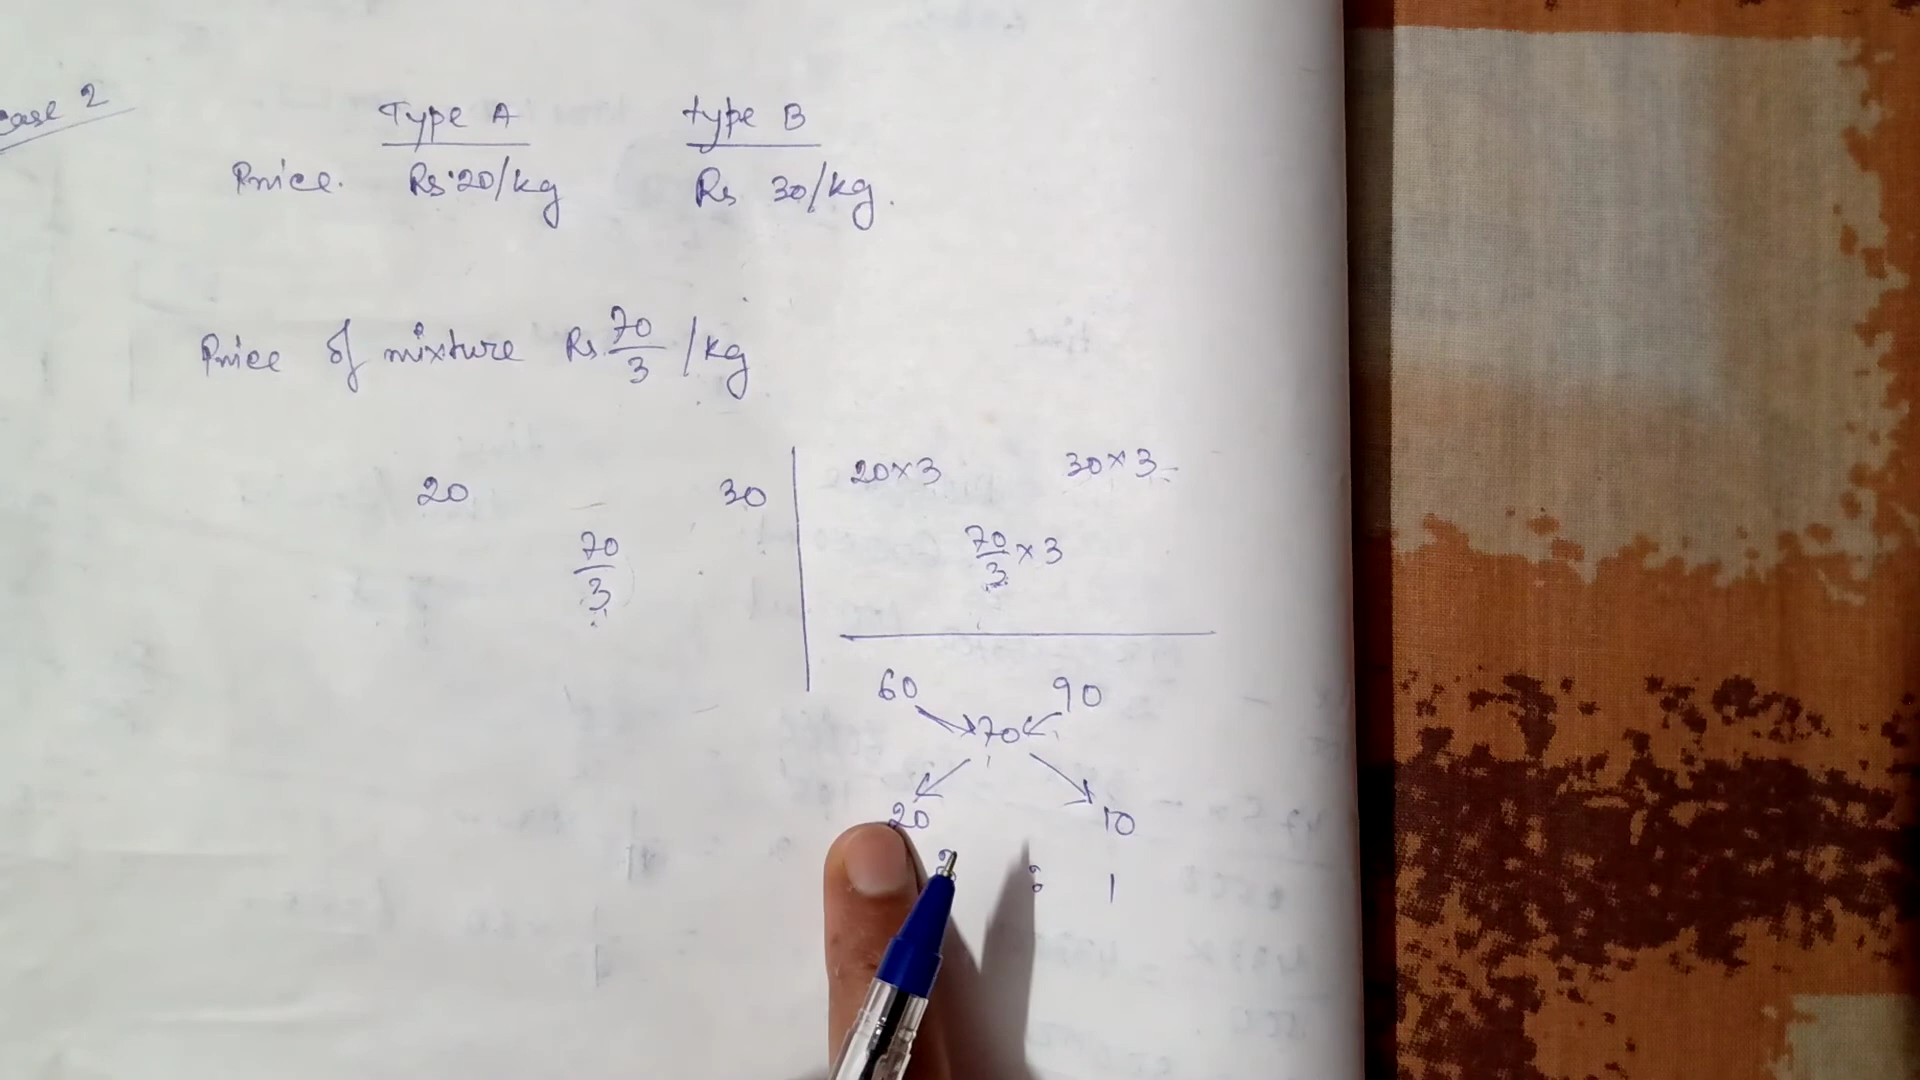 case 2
Type A type B
Price. Rs 20/kg Rs 30/kg.
Price of mixture Rs. 70/3 /kg
20 30
70/3
20×3 30×3
70/3 ×3
60 90
70
20 10
2 : 1